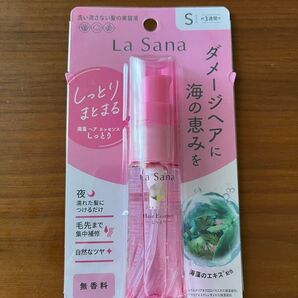 洗い流さない髪の美容液
S 約3週間分
La Sana
しっとり
まとまる
海藻 ヘア エッセンス
しっとり
ダメージヘアに
海の恵みを
La Sana
Hair Essence
夜
濡れた髪に
つけるだけ
毛先まで
集中補修
自然なツヤ
無香料
海藻のエキス
配合